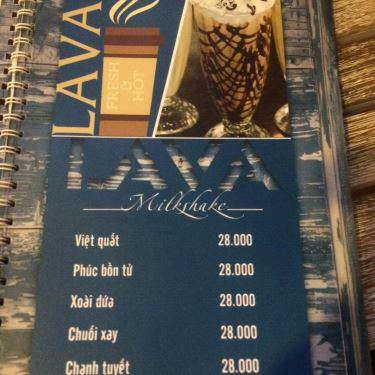 LAVA
FRESH
&
HOT
LAVA
Milkshake
Việt quất 28.000
Phúc bồn tử 28.000
Xoài dứa 28.000
Chuối xay 28.000
Chanh tuyết 28.000